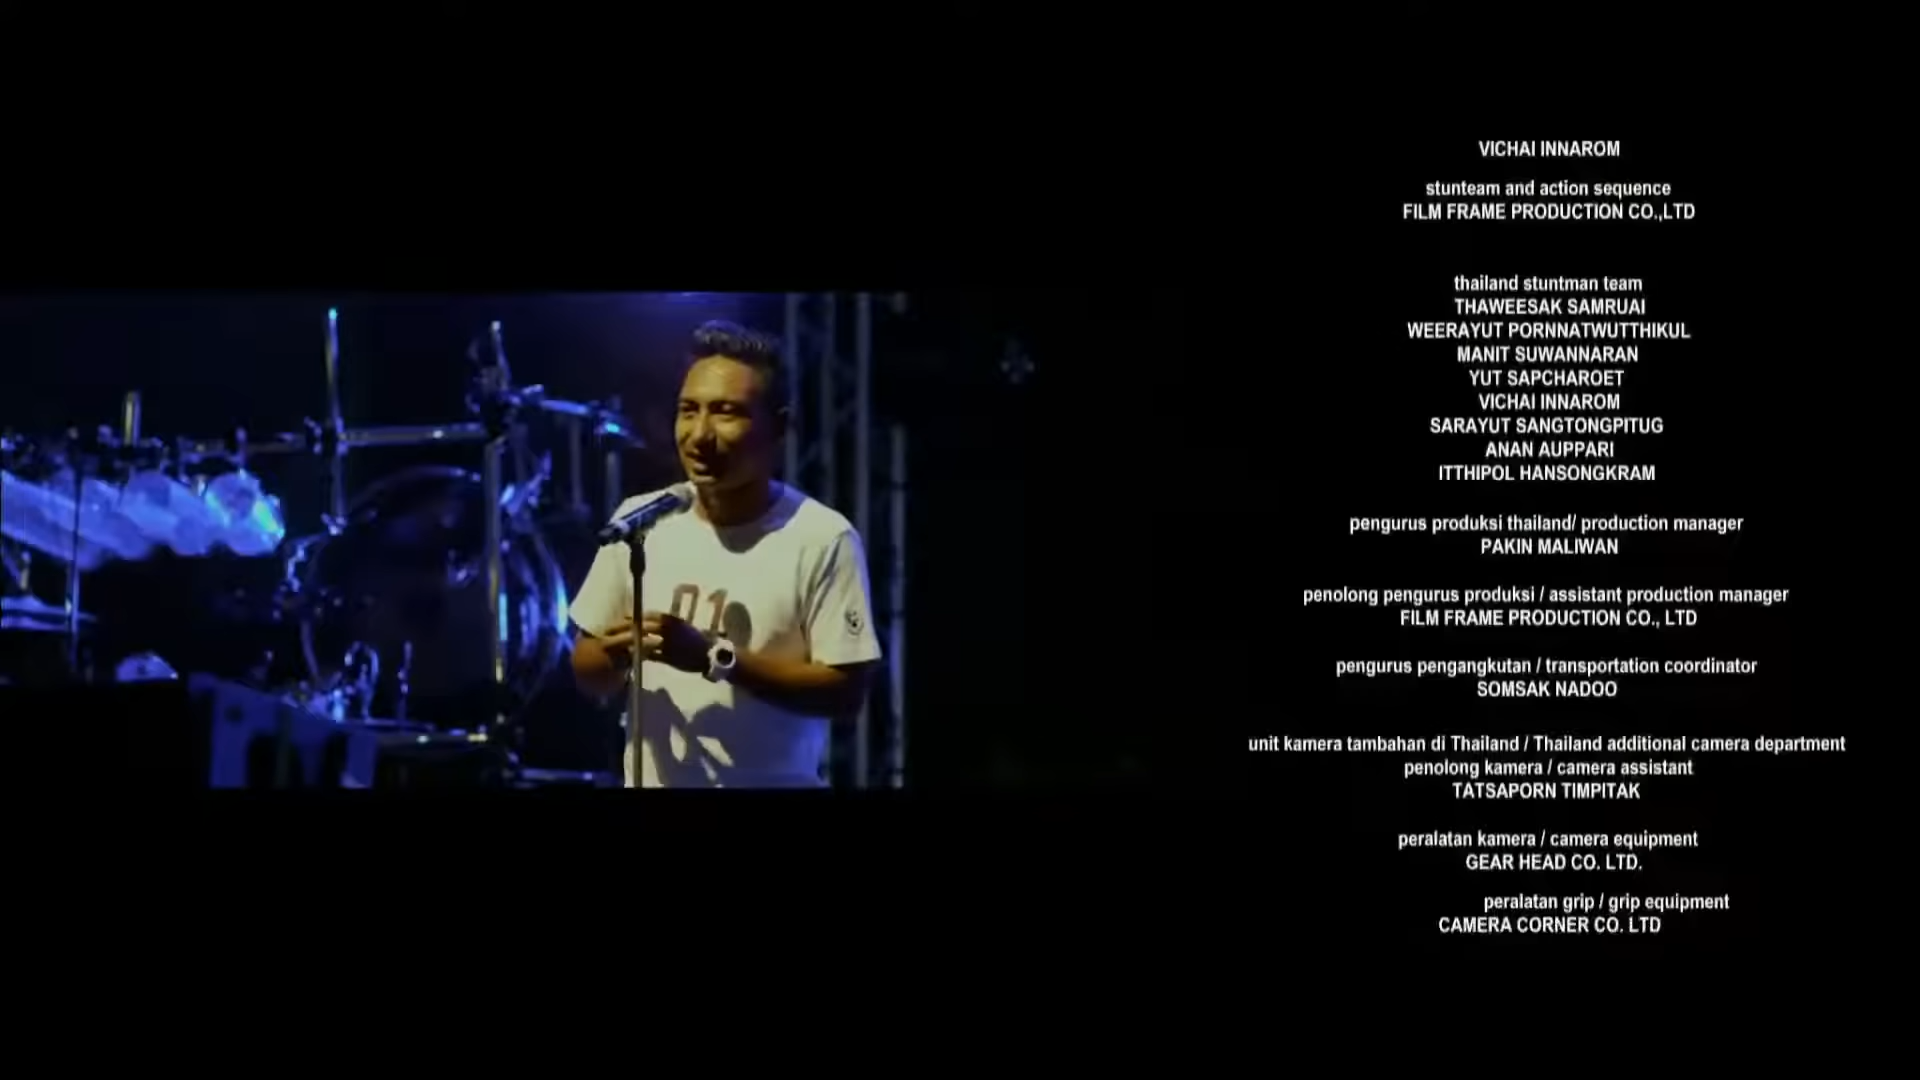 VICHAI INNAROM
stunteam and action sequence
FILM FRAME PRODUCTION CO.,LTD
thailand stuntman team
THAWEESAK SAMRUAI
WEERAYUT PORNNATWUTTHIKUL
MANIT SUWANNARAN
YUT SAPCHAROET
VICHAI INNAROM
SARAYUT SANGTONGPITUG
ANAN AUPPARI
ITTHIPOL HANSONGKRAM
pengurus produksi thailand/ production manager
PAKIN MALIWAN
penolong pengurus produksi / assistant production manager
FILM FRAME PRODUCTION CO., LTD
pengurus pengangkutan / transportation coordinator
SOMSAK NADOO
unit kamera tambahan di Thailand / Thailand additional camera department
penolong kamera / camera assistant
TATSAPORN TIMPITAK
peralatan kamera / camera equipment
GEAR HEAD CO. LTD.
peralatan grip / grip equipment
CAMERA CORNER CO. LTD
01